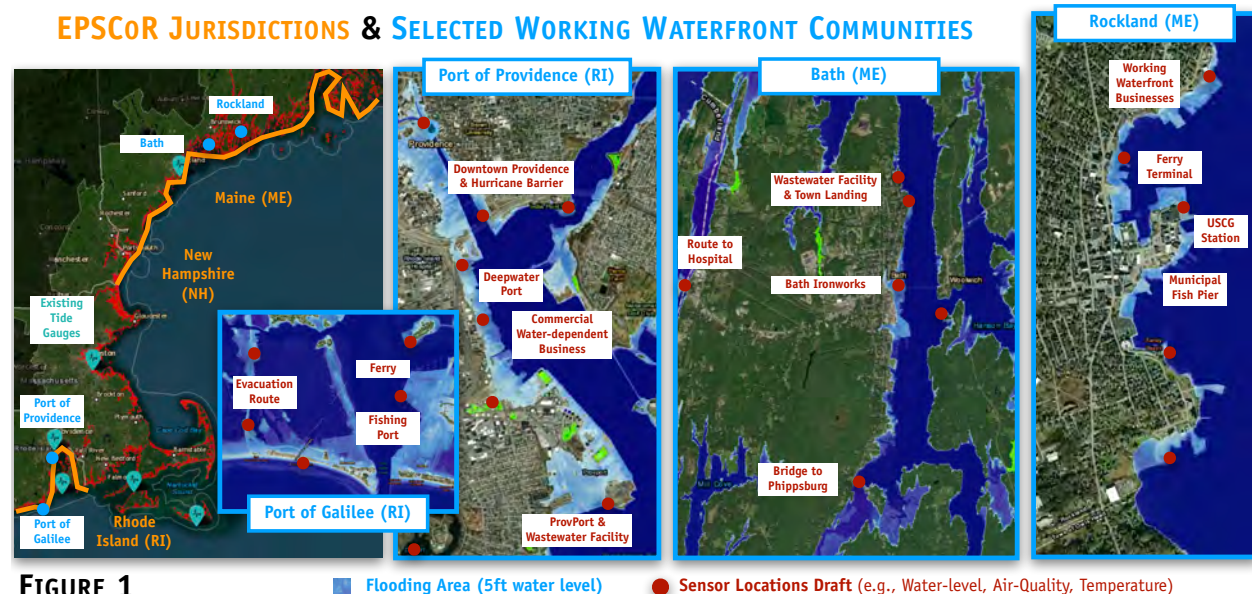 EPSCoR Jurisdictions & Selected Working Waterfront Communities
Rockland (ME)
Port of Providence (RI)
Bath (ME)
Rockland
Bath
Maine (ME)
New
Hampshire
(NH)
Existing
Tide
Gauges
Port of
Providence
Port of
Galilee
Rhode
Island (RI)
Evacuation
Route
Ferry
Fishing
Port
Port of Galilee (RI)
Providence
Downtown Providence
& Hurricane Barrier
Deepwater
Port
Commercial
Water-dependent
Business
ProvPort &
Wastewater Facility
Wastewater Facility
& Town Landing
Route to
Hospital
Bath Ironworks
Woolwich
Bridge to
Phippsburg
Working
Waterfront
Businesses
Ferry
Terminal
USCG
Station
Municipal
Fish Pier
Figure 1
Flooding Area (5ft water level)
Sensor Locations Draft (e.g., Water-level, Air-Quality, Temperature)